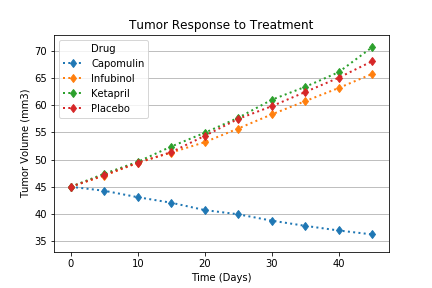 Tumor Response to Treatment
Drug
Capomulin
Infubinol
Ketapril
Placebo
Tumor Volume (mm3)
70
65
60
55
50
45
40
35
0
10
20
30
40
Time (Days)